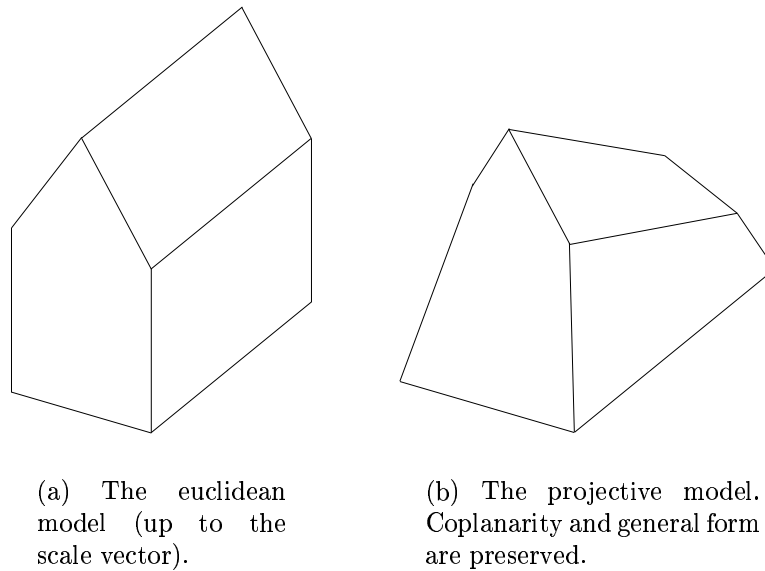 (a) The euclidean
model (up to the
scale vector).
(b) The projective model.
Coplanarity and general form
are preserved.